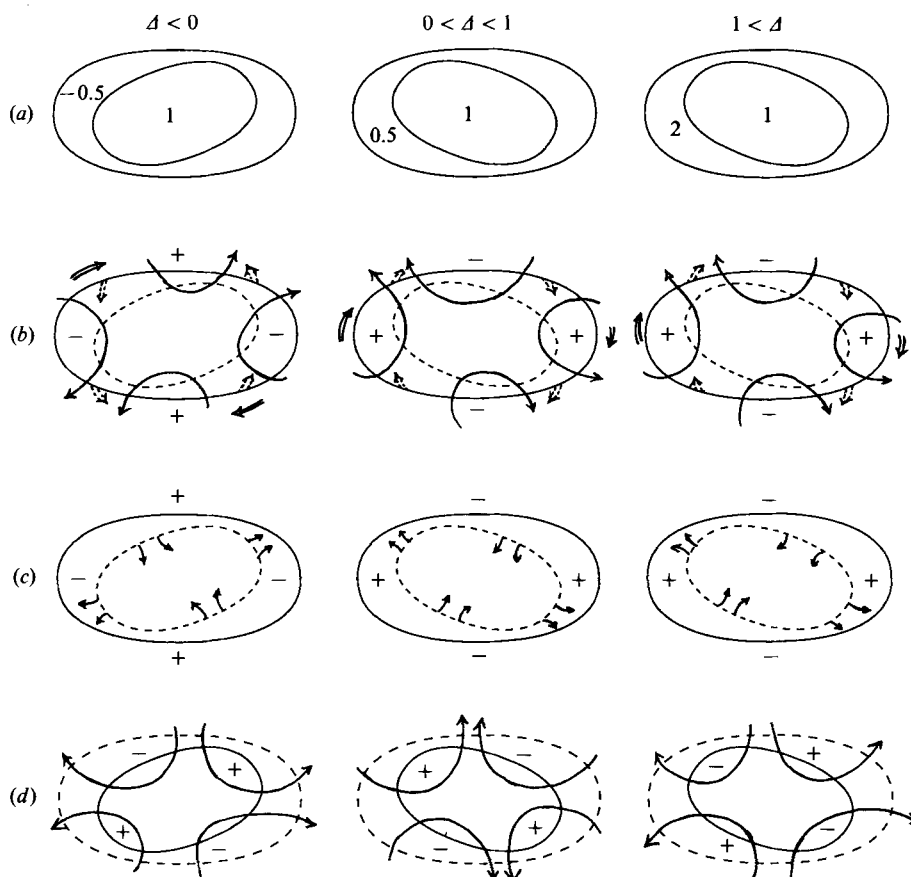 Δ < 0 0 < Δ < 1 1 < Δ
(a) −0.5 1 0.5 1 2 1
+ − −
(b) − − + + + +
+ − −
+ − −
(c) − − + + + +
+ − −
− + + − − +
(d)
+ − − + + −